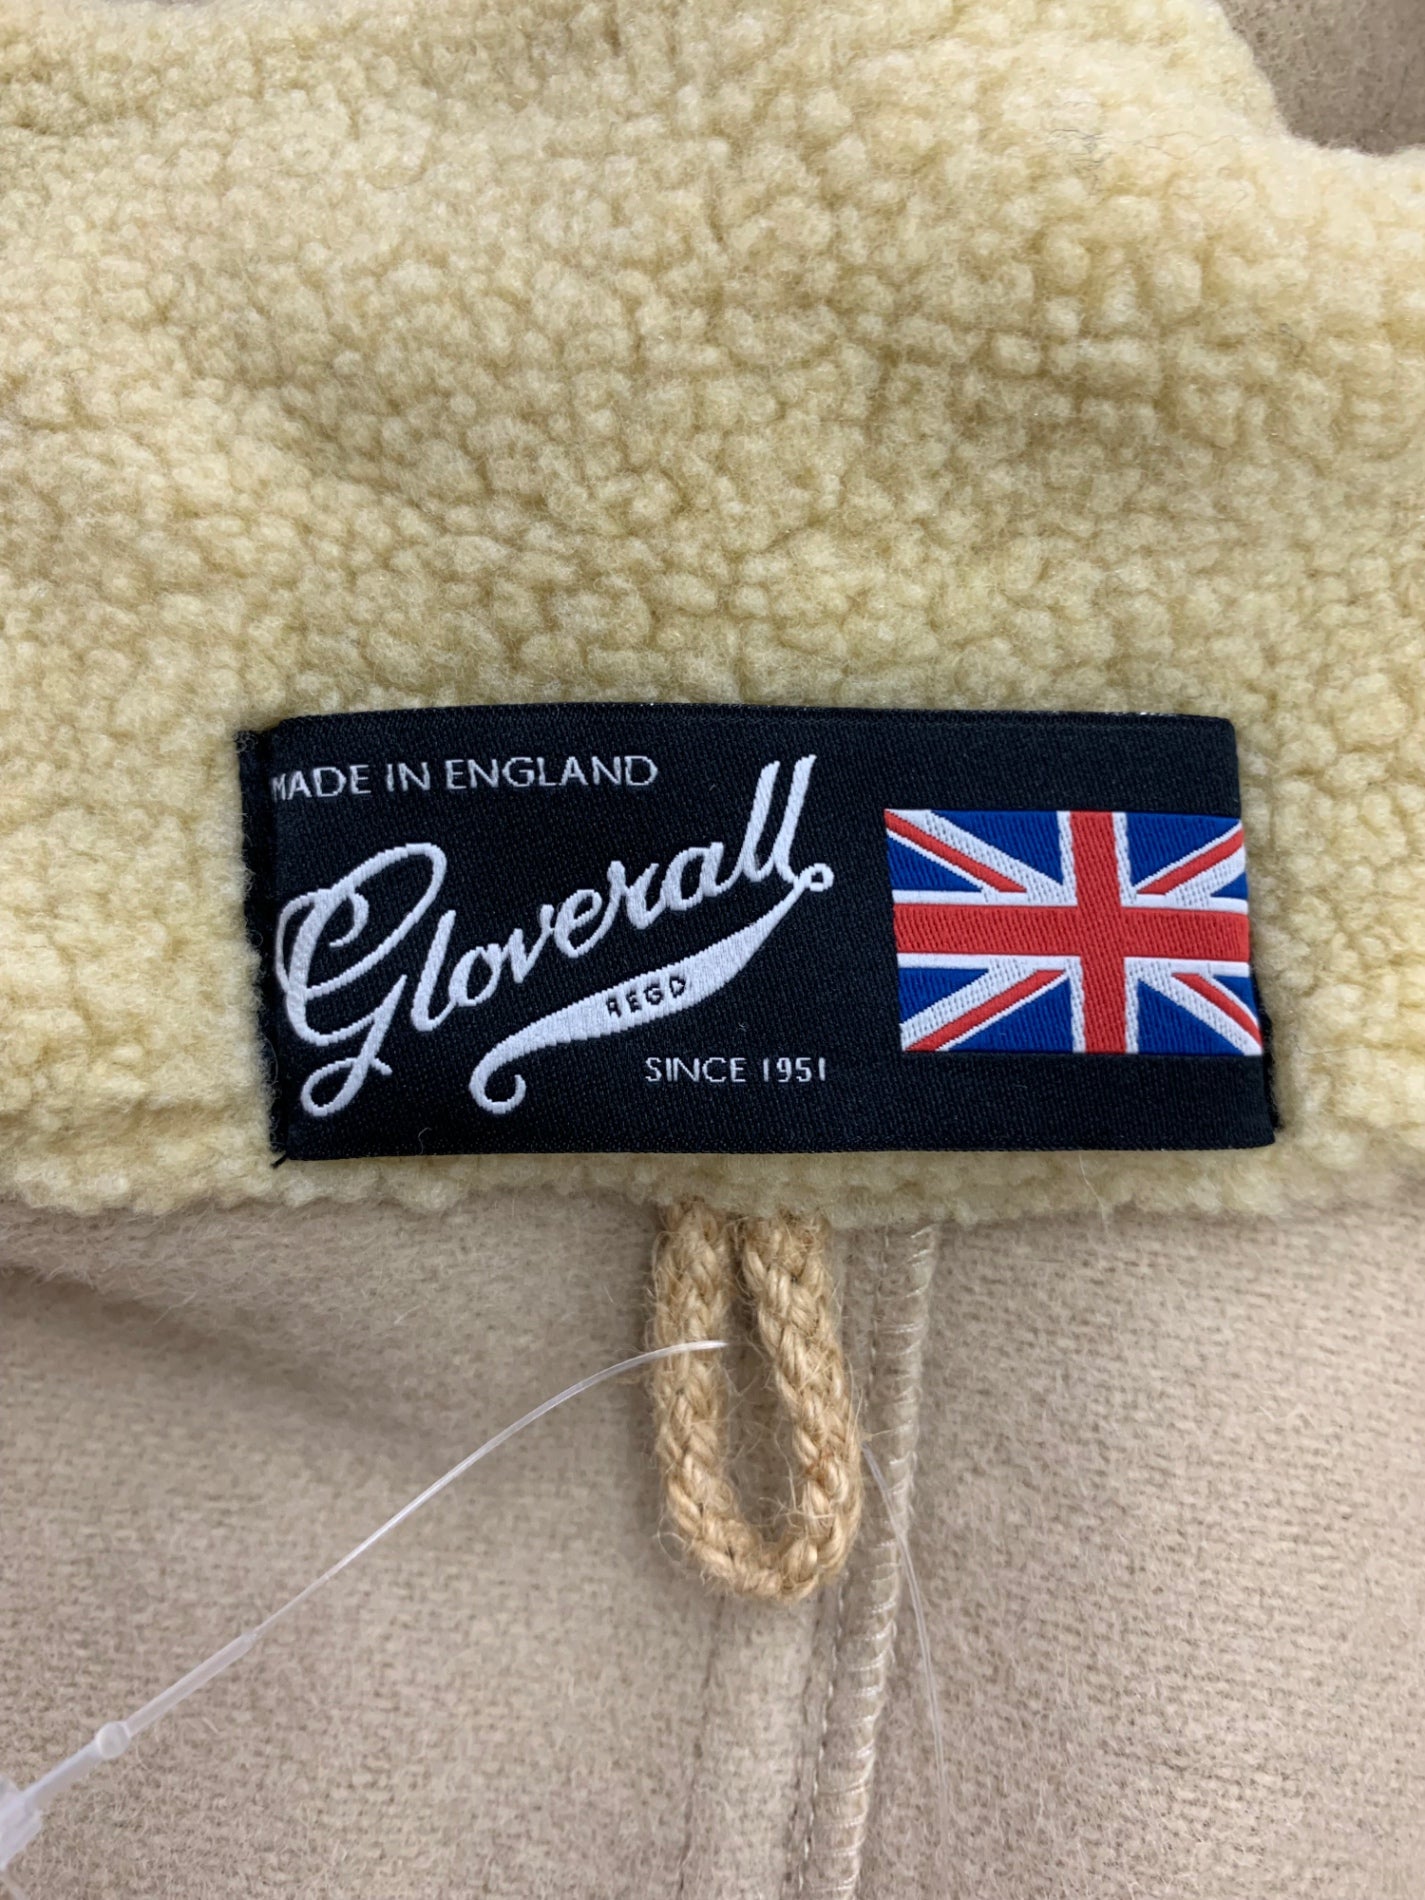 MADE IN ENGLAND
Gloverall
REGD
SINCE 1951